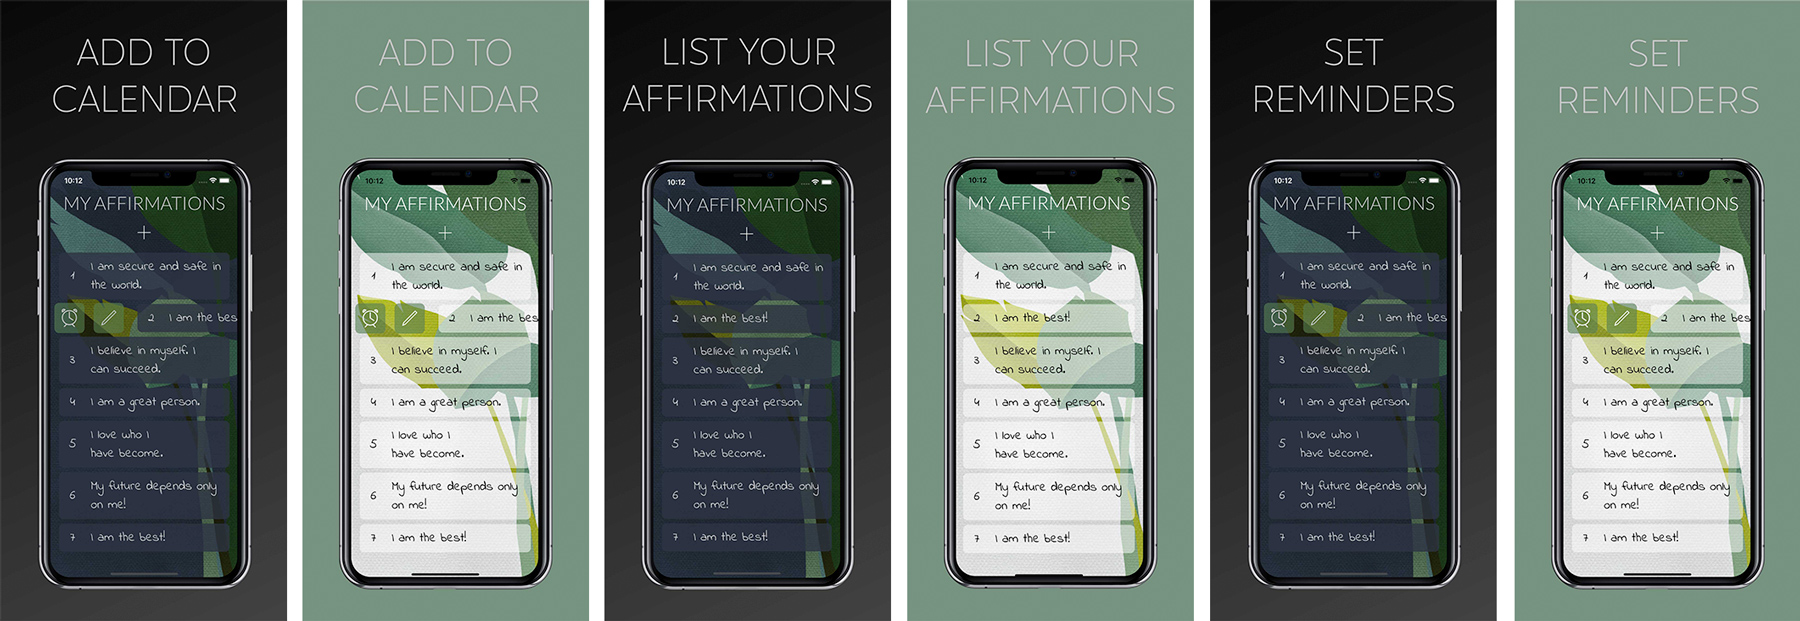 ADD TO
CALENDAR
10:12
MY AFFIRMATIONS
+
1 I am secure and safe in
the world.
2 I am the bes
3 I believe in myself. I
can succeed.
4 I am a great person.
5 I love who I
have become.
6 My future depends only
on me!
7 I am the best!
ADD TO
CALENDAR
10:12
MY AFFIRMATIONS
+
1 I am secure and safe in
the world.
2 I am the bes
3 I believe in myself. I
can succeed.
4 I am a great person.
5 I love who I
have become.
6 My future depends only
on me!
7 I am the best!
LIST YOUR
AFFIRMATIONS
10:12
MY AFFIRMATIONS
+
1 I am secure and safe in
the world.
2 I am the best!
3 I believe in myself. I
can succeed.
4 I am a great person.
5 I love who I
have become.
6 My future depends only
on me!
7 I am the best!
LIST YOUR
AFFIRMATIONS
10:12
MY AFFIRMATIONS
+
1 I am secure and safe in
the world.
2 I am the best!
3 I believe in myself. I
can succeed.
4 I am a great person.
5 I love who I
have become.
6 My future depends only
on me!
7 I am the best!
SET
REMINDERS
10:12
MY AFFIRMATIONS
+
1 I am secure and safe in
the world.
2 I am the bes
3 I believe in myself. I
can succeed.
4 I am a great person.
5 I love who I
have become.
6 My future depends only
on me!
7 I am the best!
SET
REMINDERS
10:12
MY AFFIRMATIONS
+
1 I am secure and safe in
the world.
2 I am the bes
3 I believe in myself. I
can succeed.
4 I am a great person.
5 I love who I
have become.
6 My future depends only
on me!
7 I am the best!